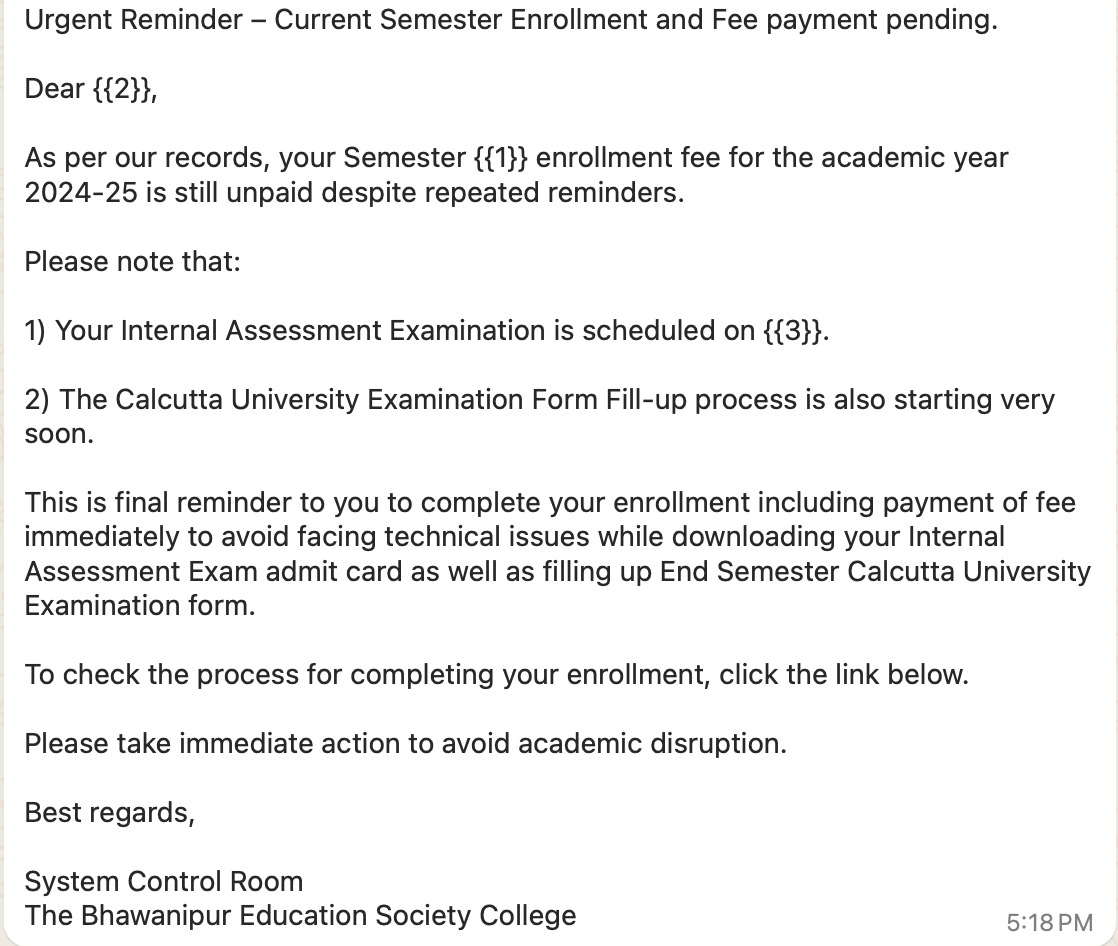 Urgent Reminder – Current Semester Enrollment and Fee payment pending.
Dear {{2}},
As per our records, your Semester {{1}} enrollment fee for the academic year
2024-25 is still unpaid despite repeated reminders.
Please note that:
1) Your Internal Assessment Examination is scheduled on {{3}}.
2) The Calcutta University Examination Form Fill-up process is also starting very
soon.
This is final reminder to you to complete your enrollment including payment of fee
immediately to avoid facing technical issues while downloading your Internal
Assessment Exam admit card as well as filling up End Semester Calcutta University
Examination form.
To check the process for completing your enrollment, click the link below.
Please take immediate action to avoid academic disruption.
Best regards,
System Control Room
The Bhawanipur Education Society College
5:18 PM